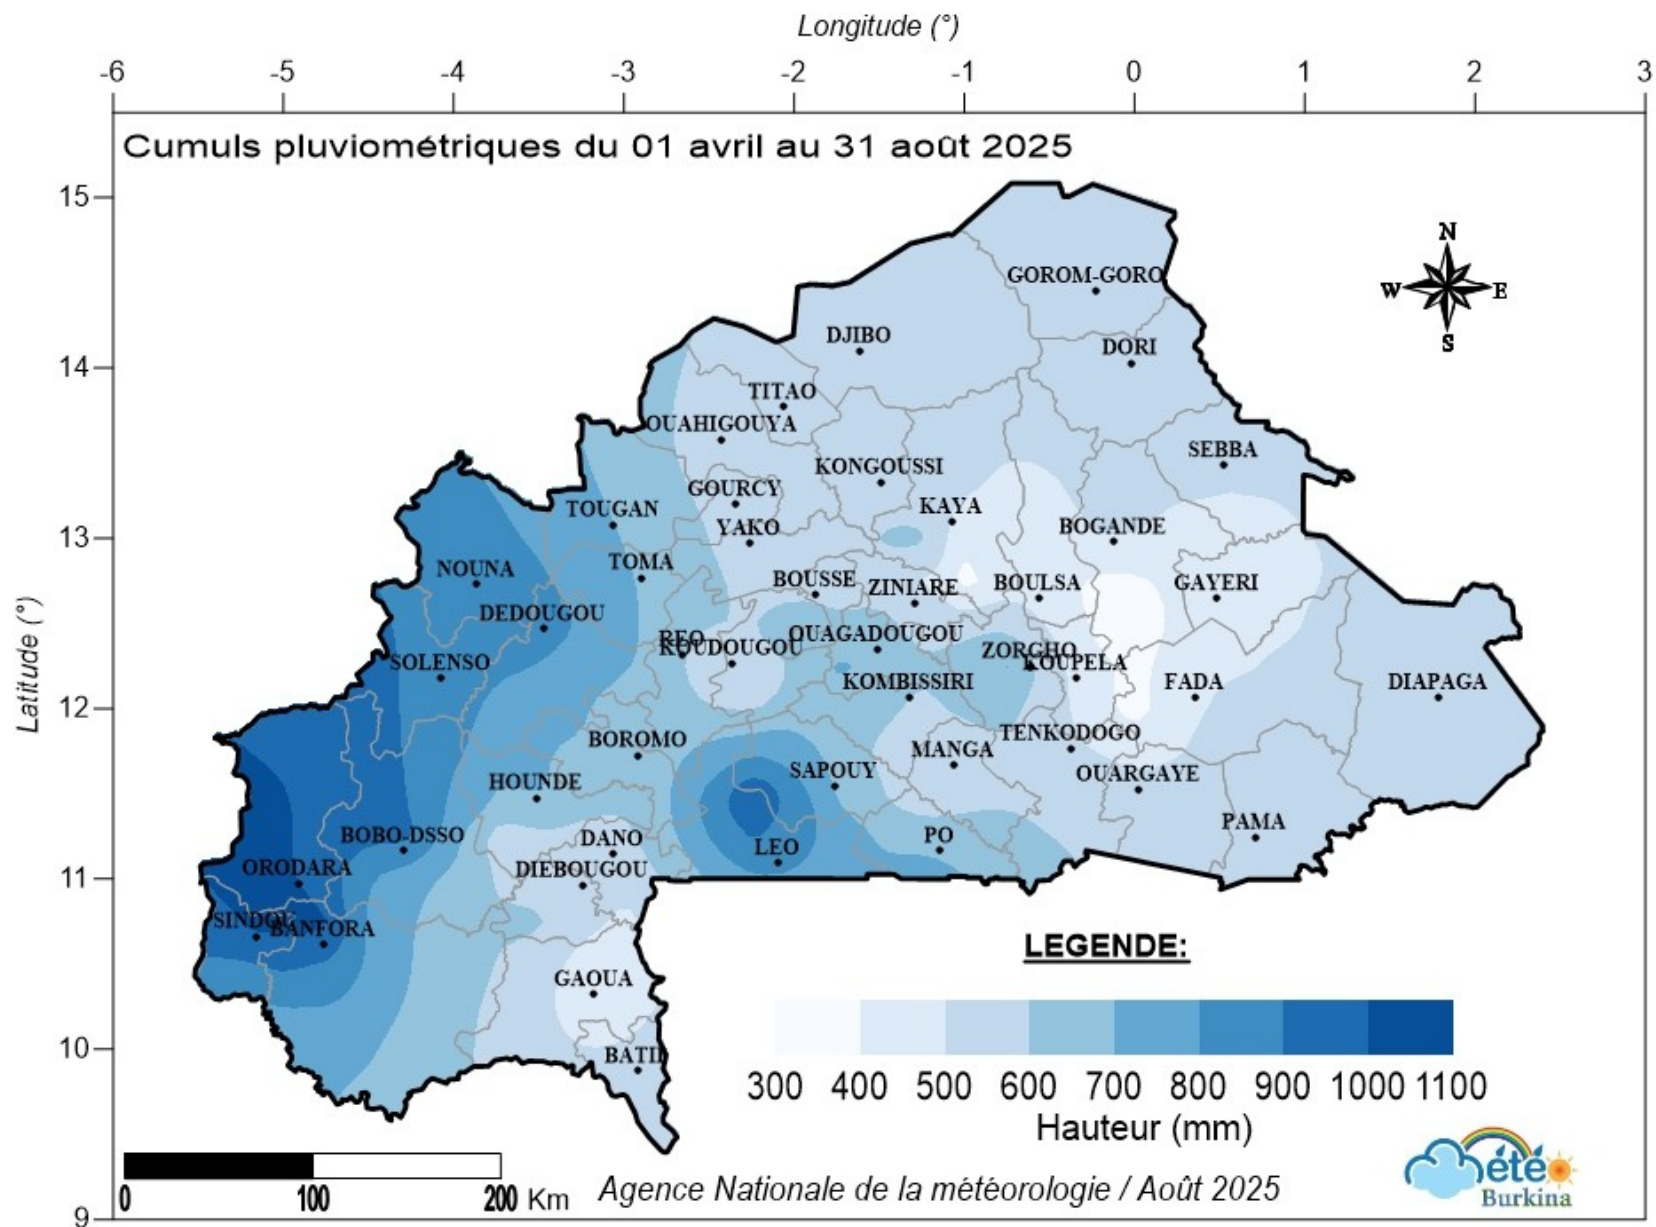 Longitude (°)
-6 -5 -4 -3 -2 -1 0 1 2 3
Cumuls pluviométriques du 01 avril au 31 août 2025
15
N
W E
S
GOROM-GORO
DJIBO
DORI
14
TITAO
OUAHIGOUYA
SEBBA
KONGOUSSI
GOURCY
KAYA
TOUGAN
YAKO
BOGANDE
13
TOMA
NOUNA
BOUSSE
ZINIARE
BOULSA
GAYERI
DEDOUGOU
Latitude (°)
REO
OUAGADOUGOU
KOUDOUGOU
ZORGHO
SOLENSO
KOUPELA
KOMBISSIRI
FADA
DIAPAGA
12
TENKODOGO
BOROMO
MANGA
SAPOUY
OUARGAYE
HOUNDE
PAMA
BOBO-DSSO
DANO
PO
LEO
ORODARA
DIEBOUGOU
11
SINDOU
BANFORA
LEGENDE:
GAOUA
10
BATIE
300 400 500 600 700 800 900 1000 1100
Hauteur (mm)
0 100 200 Km
Agence Nationale de la météorologie / Août 2025
été
Burkina
9